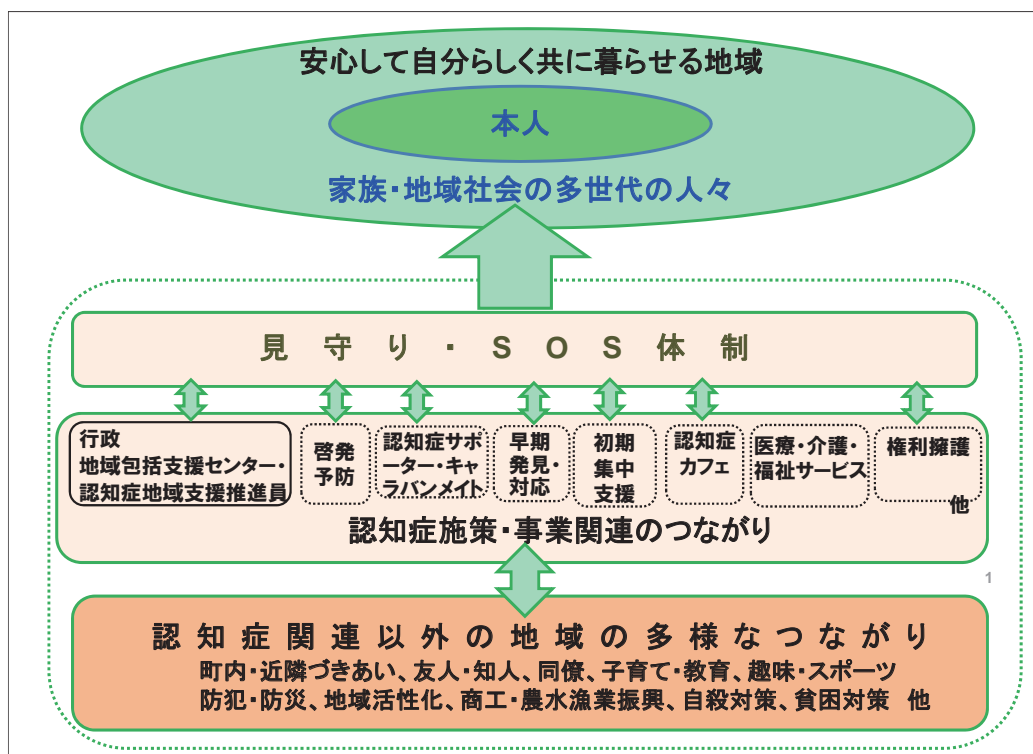 安心して自分らしく共に暮らせる地域
本人
家族・地域社会の多世代の人々
見守り・SOS体制
行政
地域包括支援センター・
認知症地域支援推進員
啓発
予防
認知症サポ
ーター・キャ
ラバンメイト
早期
発見・
対応
初期
集中
支援
認知症
カフェ
医療・介護・
福祉サービス
権利擁護
他
認知症施策・事業関連のつながり
1
認知症関連以外の地域の多様なつながり
町内・近隣づきあい、友人・知人、同僚、子育て・教育、趣味・スポーツ
防犯・防災、地域活性化、商工・農水漁業振興、自殺対策、貧困対策 他